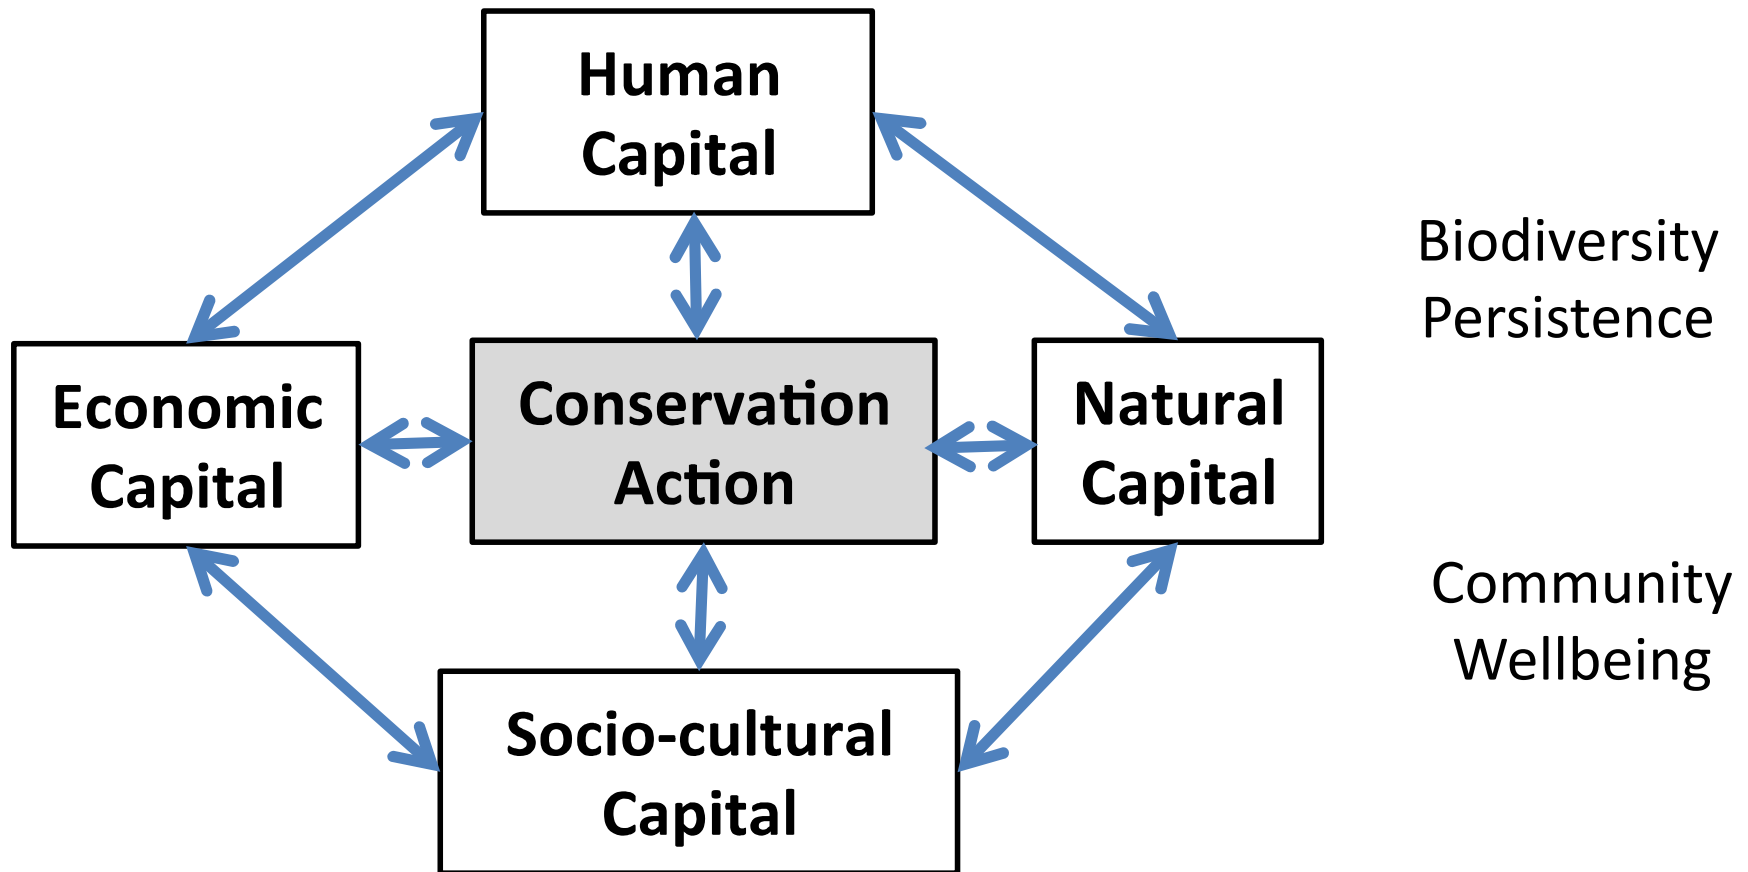 Human
Capital
Biodiversity
Persistence
Economic
Capital
Conservation
Action
Natural
Capital
Community
Wellbeing
Socio-cultural
Capital